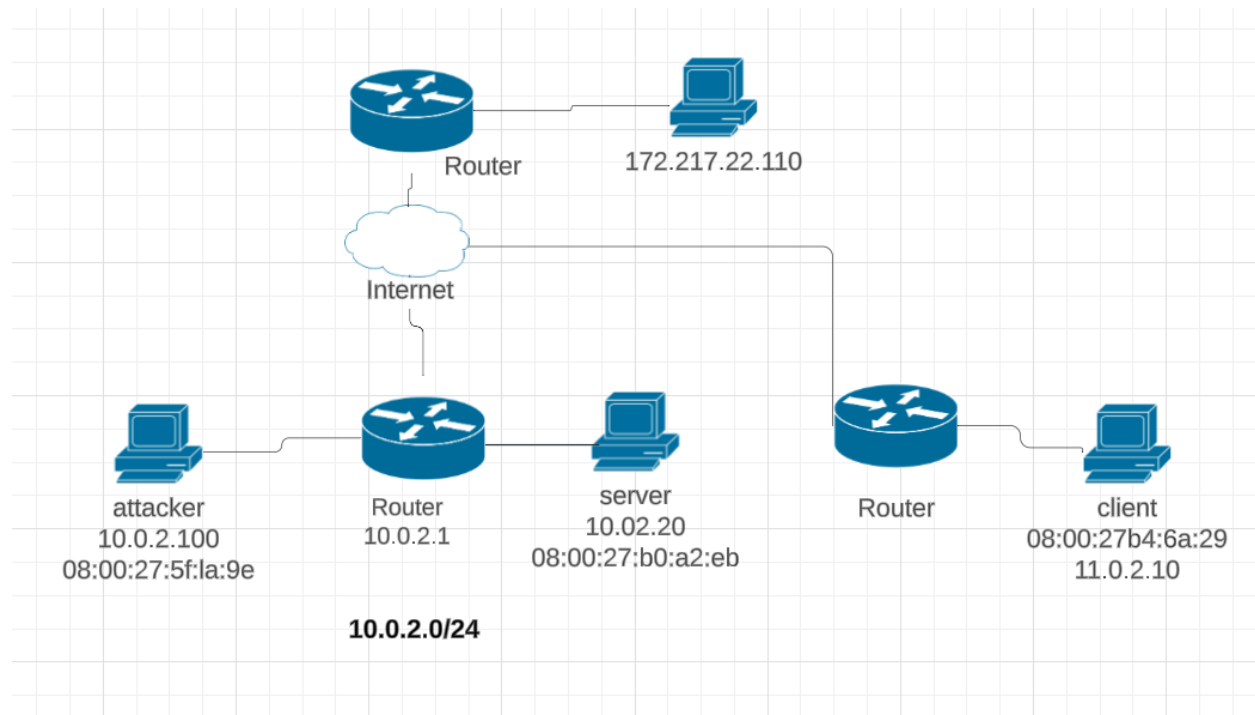 Router
172.217.22.110
Internet
attacker
10.0.2.100
08:00:27:5f:la:9e
Router
10.0.2.1
server
10.02.20
08:00:27:b0:a2:eb
Router
client
08:00:27b4:6a:29
11.0.2.10
10.0.2.0/24